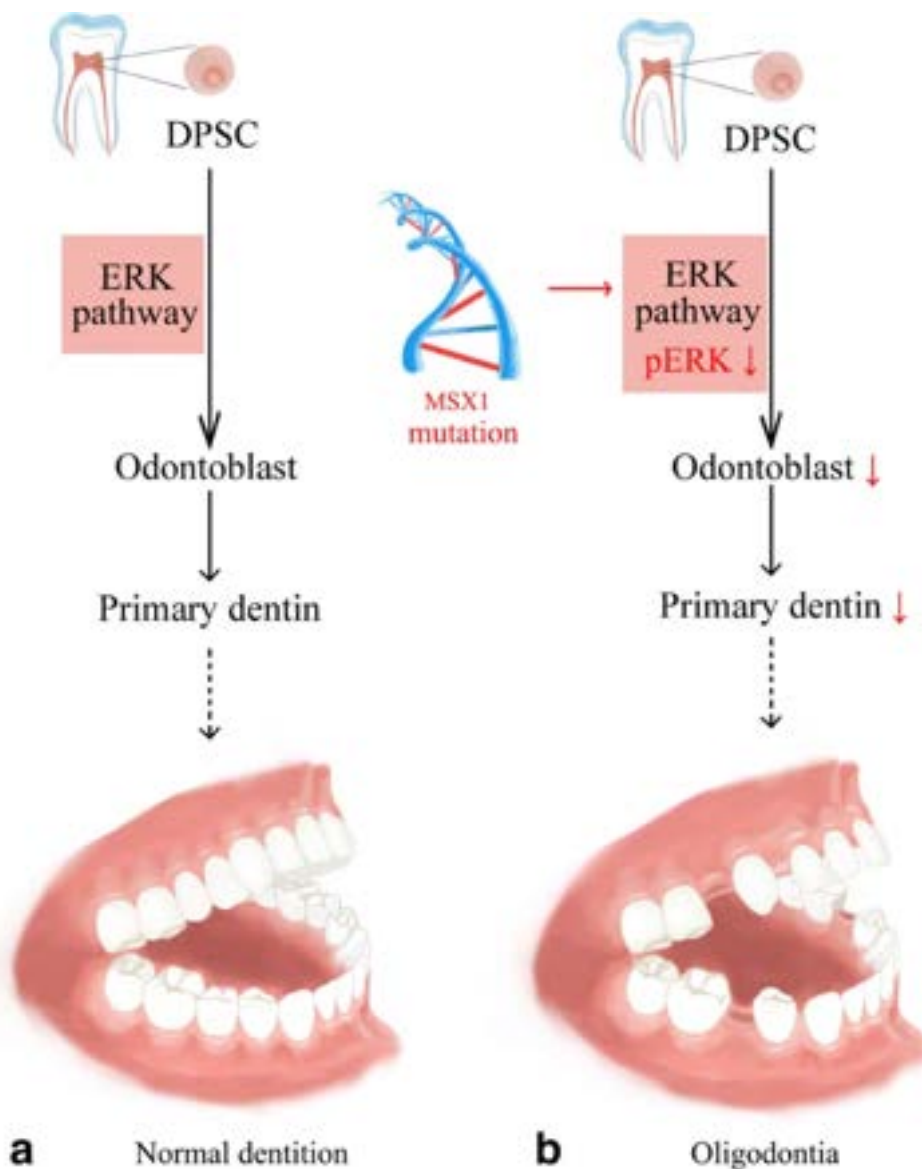 DPSC
ERK
pathway
Odontoblast
Primary dentin
a Normal dentition
MSX1
mutation
DPSC
ERK
pathway
pERK ↓
Odontoblast ↓
Primary dentin ↓
b Oligodontia